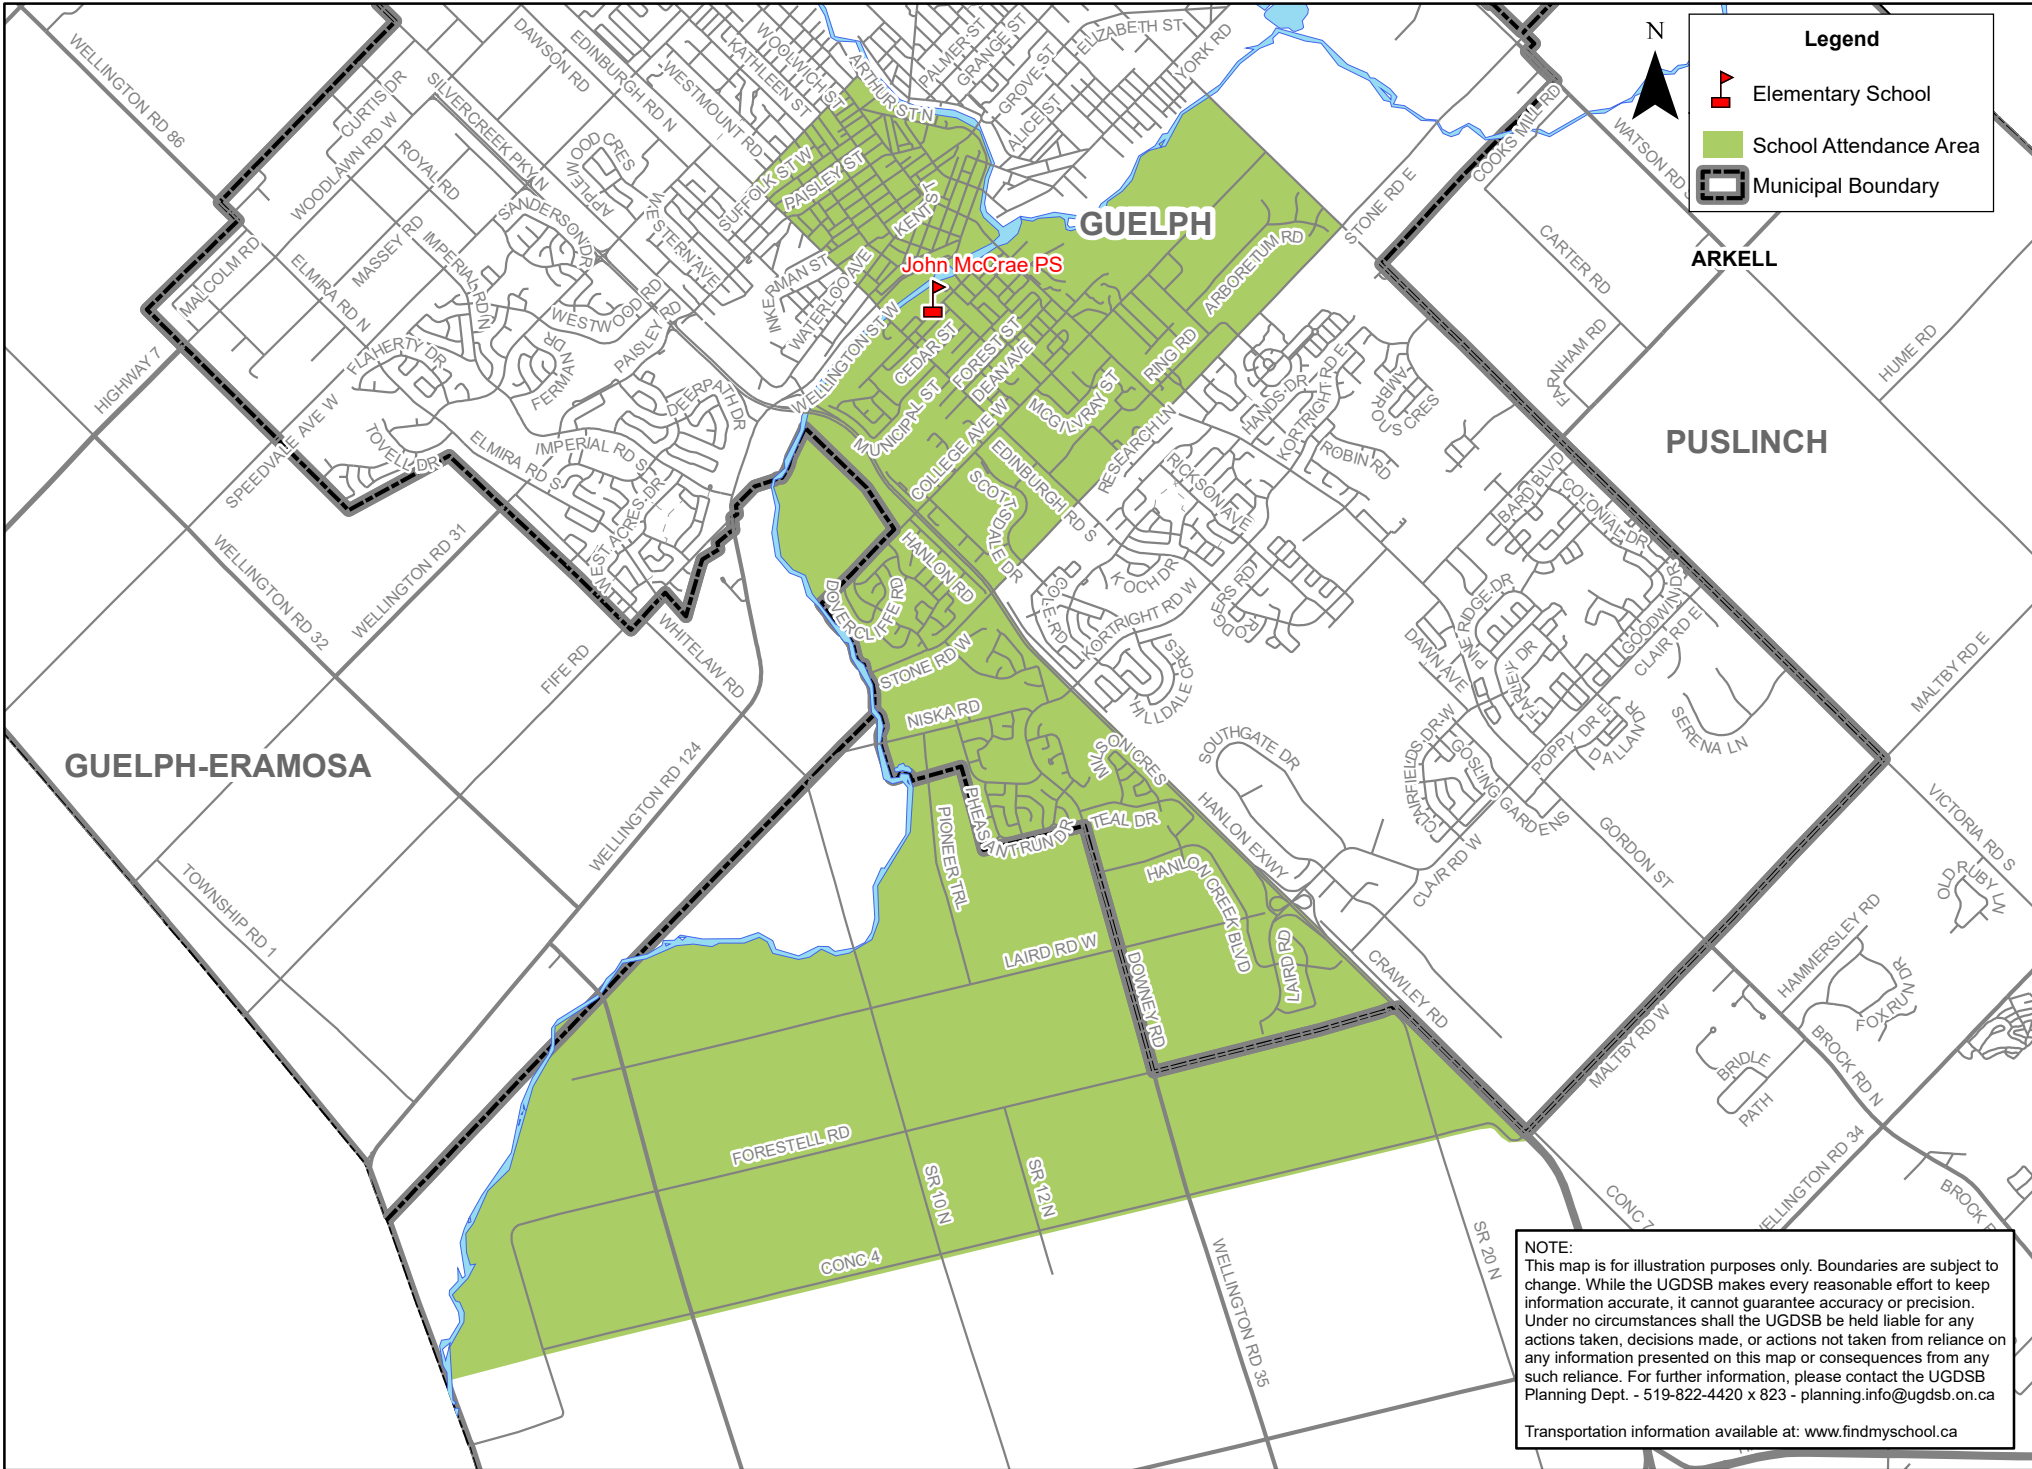 N
Legend
Elementary School
School Attendance Area
Municipal Boundary
GUELPH
ARKELL
PUSLINCH
GUELPH-ERAMOSA
John McCrae PS
WELLINGTON RD 86
CURTIS DR
WOODLAWN RD W
ROYAL RD
SILVERCREEK PKY N
DAWSON RD
EDINBURGH RD N
WESTMOUNT RD
KATHLEEN ST
WOOLWICH ST
ARTHUR ST N
PALMER ST
GRANGE ST
GROVE ST
ALICE ST
ELIZABETH ST
YORK RD
APPLEWOOD CRES
SANDERSON DR
WESTERN AVE
SUFFOLK ST W
PAISLEY ST
KENT ST
INKERMAN ST
WATERLOO AVE
WELLINGTON ST W
MALCOLM RD
ELMIRA RD N
MASSEY RD
IMPERIAL RD N
WESTWOOD RD
PAISLEY RD
FLAHERTY DR
FERMAN DR
DEERPATH DR
HIGHWAY 7
SPEEDVALE AVE W
TOVELL DR
ELMIRA RD S
IMPERIAL RD S
WEST ACRES DR
WELLINGTON RD 31
WELLINGTON RD 32
FIFE RD
WHITELAW RD
WELLINGTON RD 124
TOWNSHIP RD 1
CEDAR ST
FOREST ST
DEAN AVE
MUNICIPAL ST
COLLEGE AVE W
MCGILVRAY ST
RING RD
ARBORETUM RD
STONE RD E
COOKS MILL RD
WATSON RD S
CARTER RD
FARNHAM RD
HUME RD
EDINBURGH RD S
SCOTTSDALE DR
RESEARCH LN
HANDS DR
KORTRIGHT RD E
AMBROUS CRES
ROBIN RD
RICKSON AVE
BARD BLVD
COLONIAL DR
HANLON RD
DOVERCLIFFE RD
STONE RD W
NISKA RD
COLE RD
KOCH DR
KORTRIGHT RD W
RODGERS RD
HILLDALE CRES
PINE RIDGE DR
DAWN AVE
FARLEY DR
GOODWIN DR
CLAIR RD E
MALTBY RD E
SERENA LN
POPPY DR E
DALLAN DR
CLAIRFIELDS DR W
GOSLING GARDENS
SOUTHGATE DR
MILSON CRES
TEAL DR
PHEASANT RUN DR
PIONEER TRL
HANLON EXWY
HANLON CREEK BLVD
CLAIR RD W
GORDON ST
VICTORIA RD S
OLD RUBY LN
HAMMERSLEY RD
FOX RUN DR
LAIRD RD W
LAIRD RD
DOWNEY RD
CRAWLEY RD
MALTBY RD W
BROCK RD N
BRIDLE PATH
FORESTELL RD
SR 10 N
SR 12 N
CONC 4
WELLINGTON RD 35
SR 20 N
CONC 7
WELLINGTON RD 34
NOTE:
This map is for illustration purposes only. Boundaries are subject to
change. While the UGDSB makes every reasonable effort to keep
information accurate, it cannot guarantee accuracy or precision.
Under no circumstances shall the UGDSB be held liable for any
actions taken, decisions made, or actions not taken from reliance on
any information presented on this map or consequences from any
such reliance. For further information, please contact the UGDSB
Planning Dept. - 519-822-4420 x 823 - planning.info@ugdsb.on.ca
Transportation information available at: www.findmyschool.ca